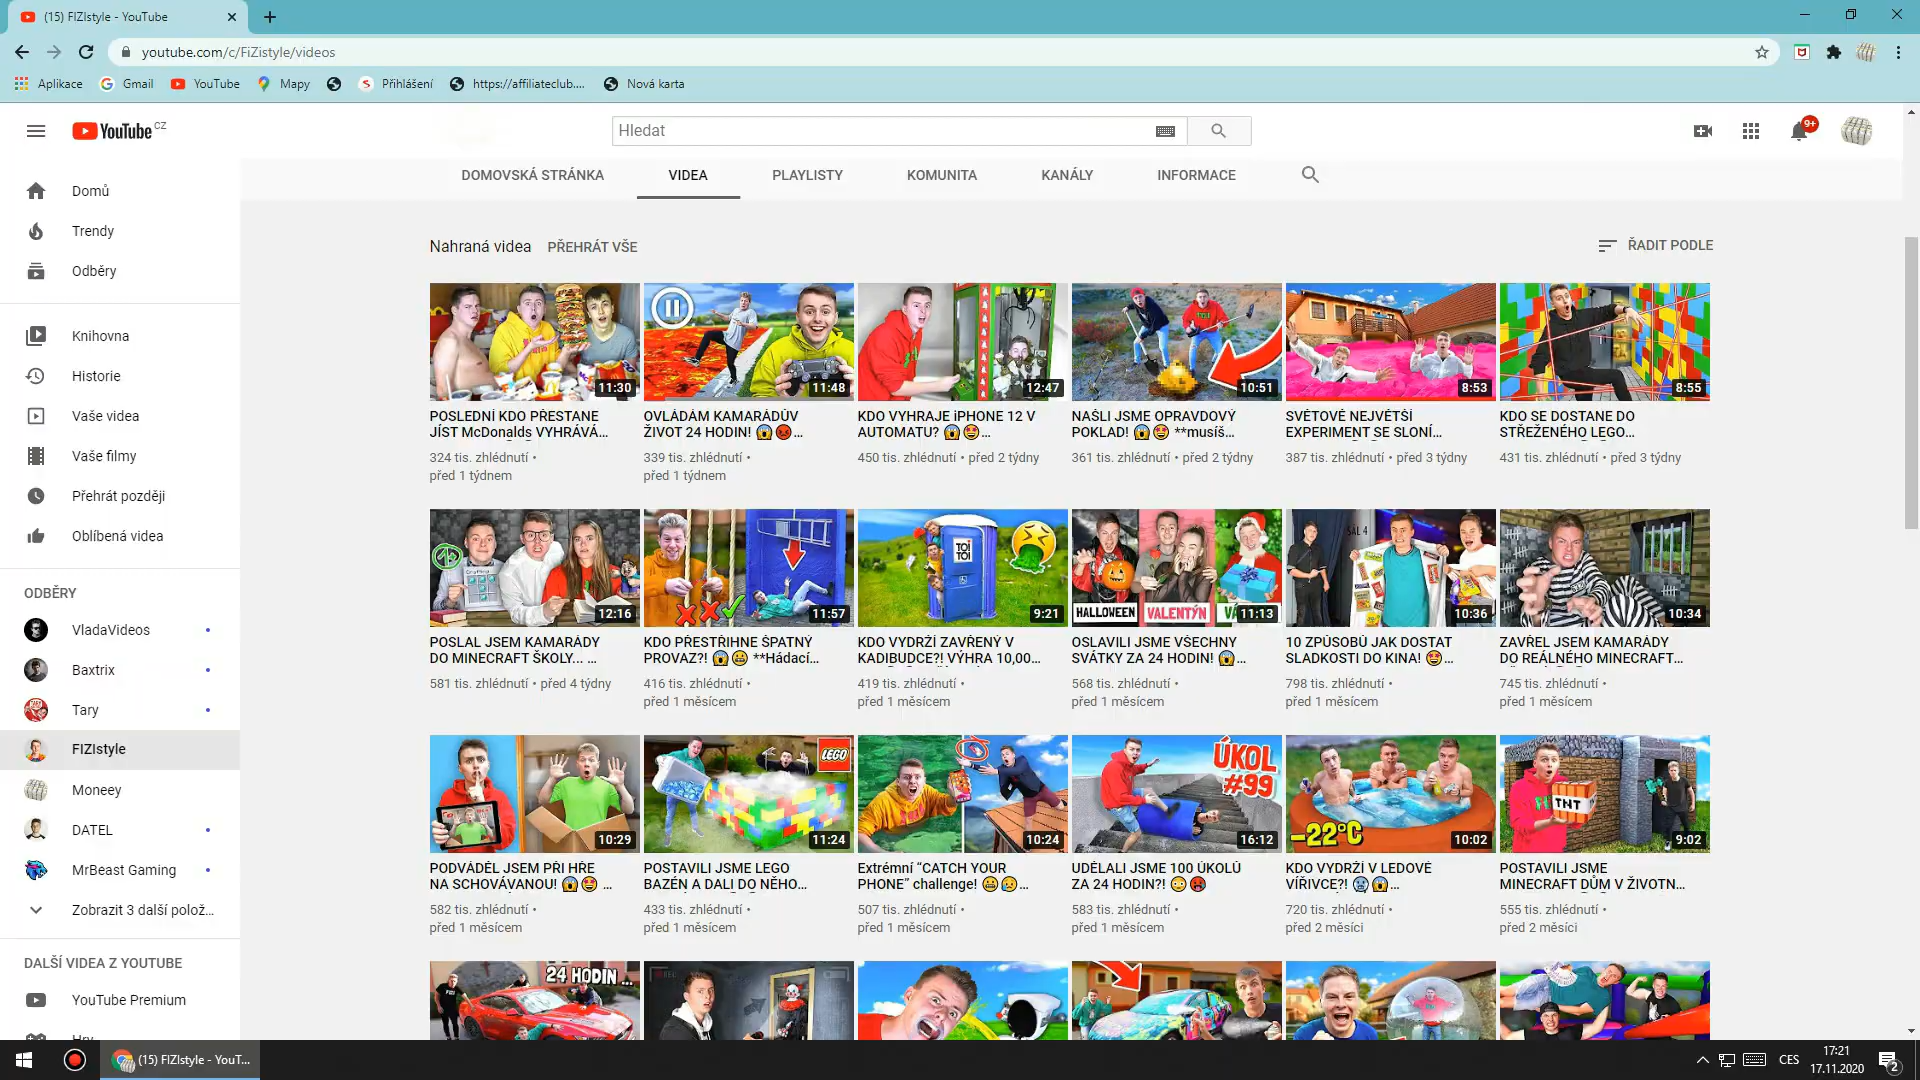 (15) FIZIstyle - YouTube
youtube.com/c/FiZistyle/videos
Aplikace Gmail YouTube Mapy Přihlášení https://affiliateclub.... Nová karta
YouTube CZ
Hledat
9+
DOMOVSKÁ STRÁNKA VIDEA PLAYLISTY KOMUNITA KANÁLY INFORMACE
Domů
Trendy
Odběry
Knihovna
Historie
Vaše videa
Vaše filmy
Přehrát později
Oblíbená videa
ODBĚRY
VladaVideos
Baxtrix
Tary
FIZIstyle
Moneey
DATEL
MrBeast Gaming
Zobrazit 3 další polož...
DALŠÍ VIDEA Z YOUTUBE
YouTube Premium
Hry
Nahraná videa PŘEHRÁT VŠE
ŘADIT PODLE
11:30
POSLEDNÍ KDO PŘESTANE
JÍST McDonalds VYHRÁVÁ...
324 tis. zhlédnutí •
před 1 týdnem
11:48
OVLÁDÁM KAMARÁDŮV
ŽIVOT 24 HODIN! 😱😡...
339 tis. zhlédnutí •
před 1 týdnem
12:47
KDO VYHRAJE iPHONE 12 V
AUTOMATU? 😱🤩...
450 tis. zhlédnutí • před 2 týdny
10:51
NAŠLI JSME OPRAVDOVÝ
POKLAD! 😱🤩 **musíš...
361 tis. zhlédnutí • před 2 týdny
8:53
SVĚTOVĚ NEJVĚTŠÍ
EXPERIMENT SE SLONÍ...
387 tis. zhlédnutí • před 3 týdny
8:55
KDO SE DOSTANE DO
STŘEŽENÉHO LEGO...
431 tis. zhlédnutí • před 3 týdny
12:16
POSLAL JSEM KAMARÁDY
DO MINECRAFT ŠKOLY... ...
581 tis. zhlédnutí • před 4 týdny
11:57
KDO PŘESTŘIHNE ŠPATNÝ
PROVAZ?! 😱😬 **Hádací...
416 tis. zhlédnutí •
před 1 měsícem
TOI
TOI
9:21
KDO VYDRŽÍ ZAVŘENÝ V
KADIBUDCE?! VÝHRA 10,00...
419 tis. zhlédnutí •
před 1 měsícem
HALLOWEEN VALENTÝN
11:13
OSLAVILI JSME VŠECHNY
SVÁTKY ZA 24 HODIN! 😱...
568 tis. zhlédnutí •
před 1 měsícem
SÁL 4
10:36
10 ZPŮSOBŮ JAK DOSTAT
SLADKOSTI DO KINA! 🤩...
798 tis. zhlédnutí •
před 1 měsícem
10:34
ZAVŘEL JSEM KAMARÁDY
DO REÁLNÉHO MINECRAFT...
745 tis. zhlédnutí •
před 1 měsícem
10:29
PODVÁDĚL JSEM PŘI HŘE
NA SCHOVÁVANOU! 😱🤩 ...
582 tis. zhlédnutí •
před 1 měsícem
LEGO
11:24
POSTAVILI JSME LEGO
BAZÉN A DALI DO NĚHO...
433 tis. zhlédnutí •
před 1 měsícem
10:24
Extrémní “CATCH YOUR
PHONE” challenge! 😬😥...
507 tis. zhlédnutí •
před 1 měsícem
ÚKOL
#99
16:12
UDĚLALI JSME 100 ÚKOLŮ
ZA 24 HODIN?! 😳🥵
583 tis. zhlédnutí •
před 1 měsícem
-22°C
10:02
KDO VYDRŽÍ V LEDOVÉ
VÍŘIVCE?! 🥶😱...
720 tis. zhlédnutí •
před 2 měsíci
TNT
9:02
POSTAVILI JSME
MINECRAFT DŮM V ŽIVOTN...
555 tis. zhlédnutí •
před 2 měsíci
24 HODIN...
(15) FIZIstyle - YouT...
CES
17:21
17.11.2020
2